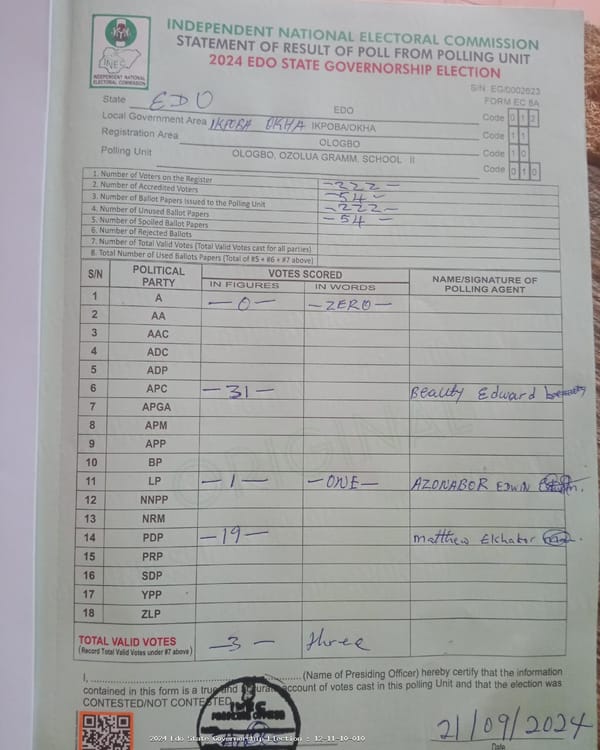 INDEPENDENT NATIONAL ELECTORAL COMMISSION
STATEMENT OF RESULT OF POLL FROM POLLING UNIT
2024 EDO STATE GOVERNORSHIP ELECTION
INEC
INDEPENDENT NATIONAL ELECTORAL COMMISSION
S/N EG/0002623
FORM EC 8A
State EDO EDO Code 0 1 2
Local Government Area IKPOBA OKHA IKPOBA/OKHA Code 1 1
Registration Area OLOGBO Code 1 0
Polling Unit OLOGBO, OZOLUA GRAMM. SCHOOL II Code 0 1 0
1. Number of Voters on the Register -222-
2. Number of Accredited Voters -54-
3. Number of Ballot Papers Issued to the Polling Unit -222-
4. Number of Unused Ballot Papers -54-
5. Number of Spoiled Ballot Papers
6. Number of Rejected Ballots
7. Number of Total Valid Votes (Total Valid Votes cast for all parties)
8. Total Number of Used Ballots Papers (Total of #5 + #6 + #7 above)
S/N POLITICAL PARTY VOTES SCORED NAME/SIGNATURE OF POLLING AGENT
IN FIGURES IN WORDS
1 A -0- -ZERO-
2 AA
3 AAC
4 ADC
5 ADP
6 APC -31- Beauty Edward
7 APGA
8 APM
9 APP
10 BP
11 LP -1- -ONE- AZONABOR EDWIN
12 NNPP
13 NRM
14 PDP -19- Matthew
15 PRP
16 SDP
17 YPP
18 ZLP
TOTAL VALID VOTES -3- three
(Record Total Valid Votes under #7 above)
I, (Name of Presiding Officer) hereby certify that the information
contained in this form is a true and accurate account of votes cast in this polling Unit and that the election was
CONTESTED/NOT CONTESTED
21/09/2024
Date
2024 Edo State Governorship Election : 12-11-10-010